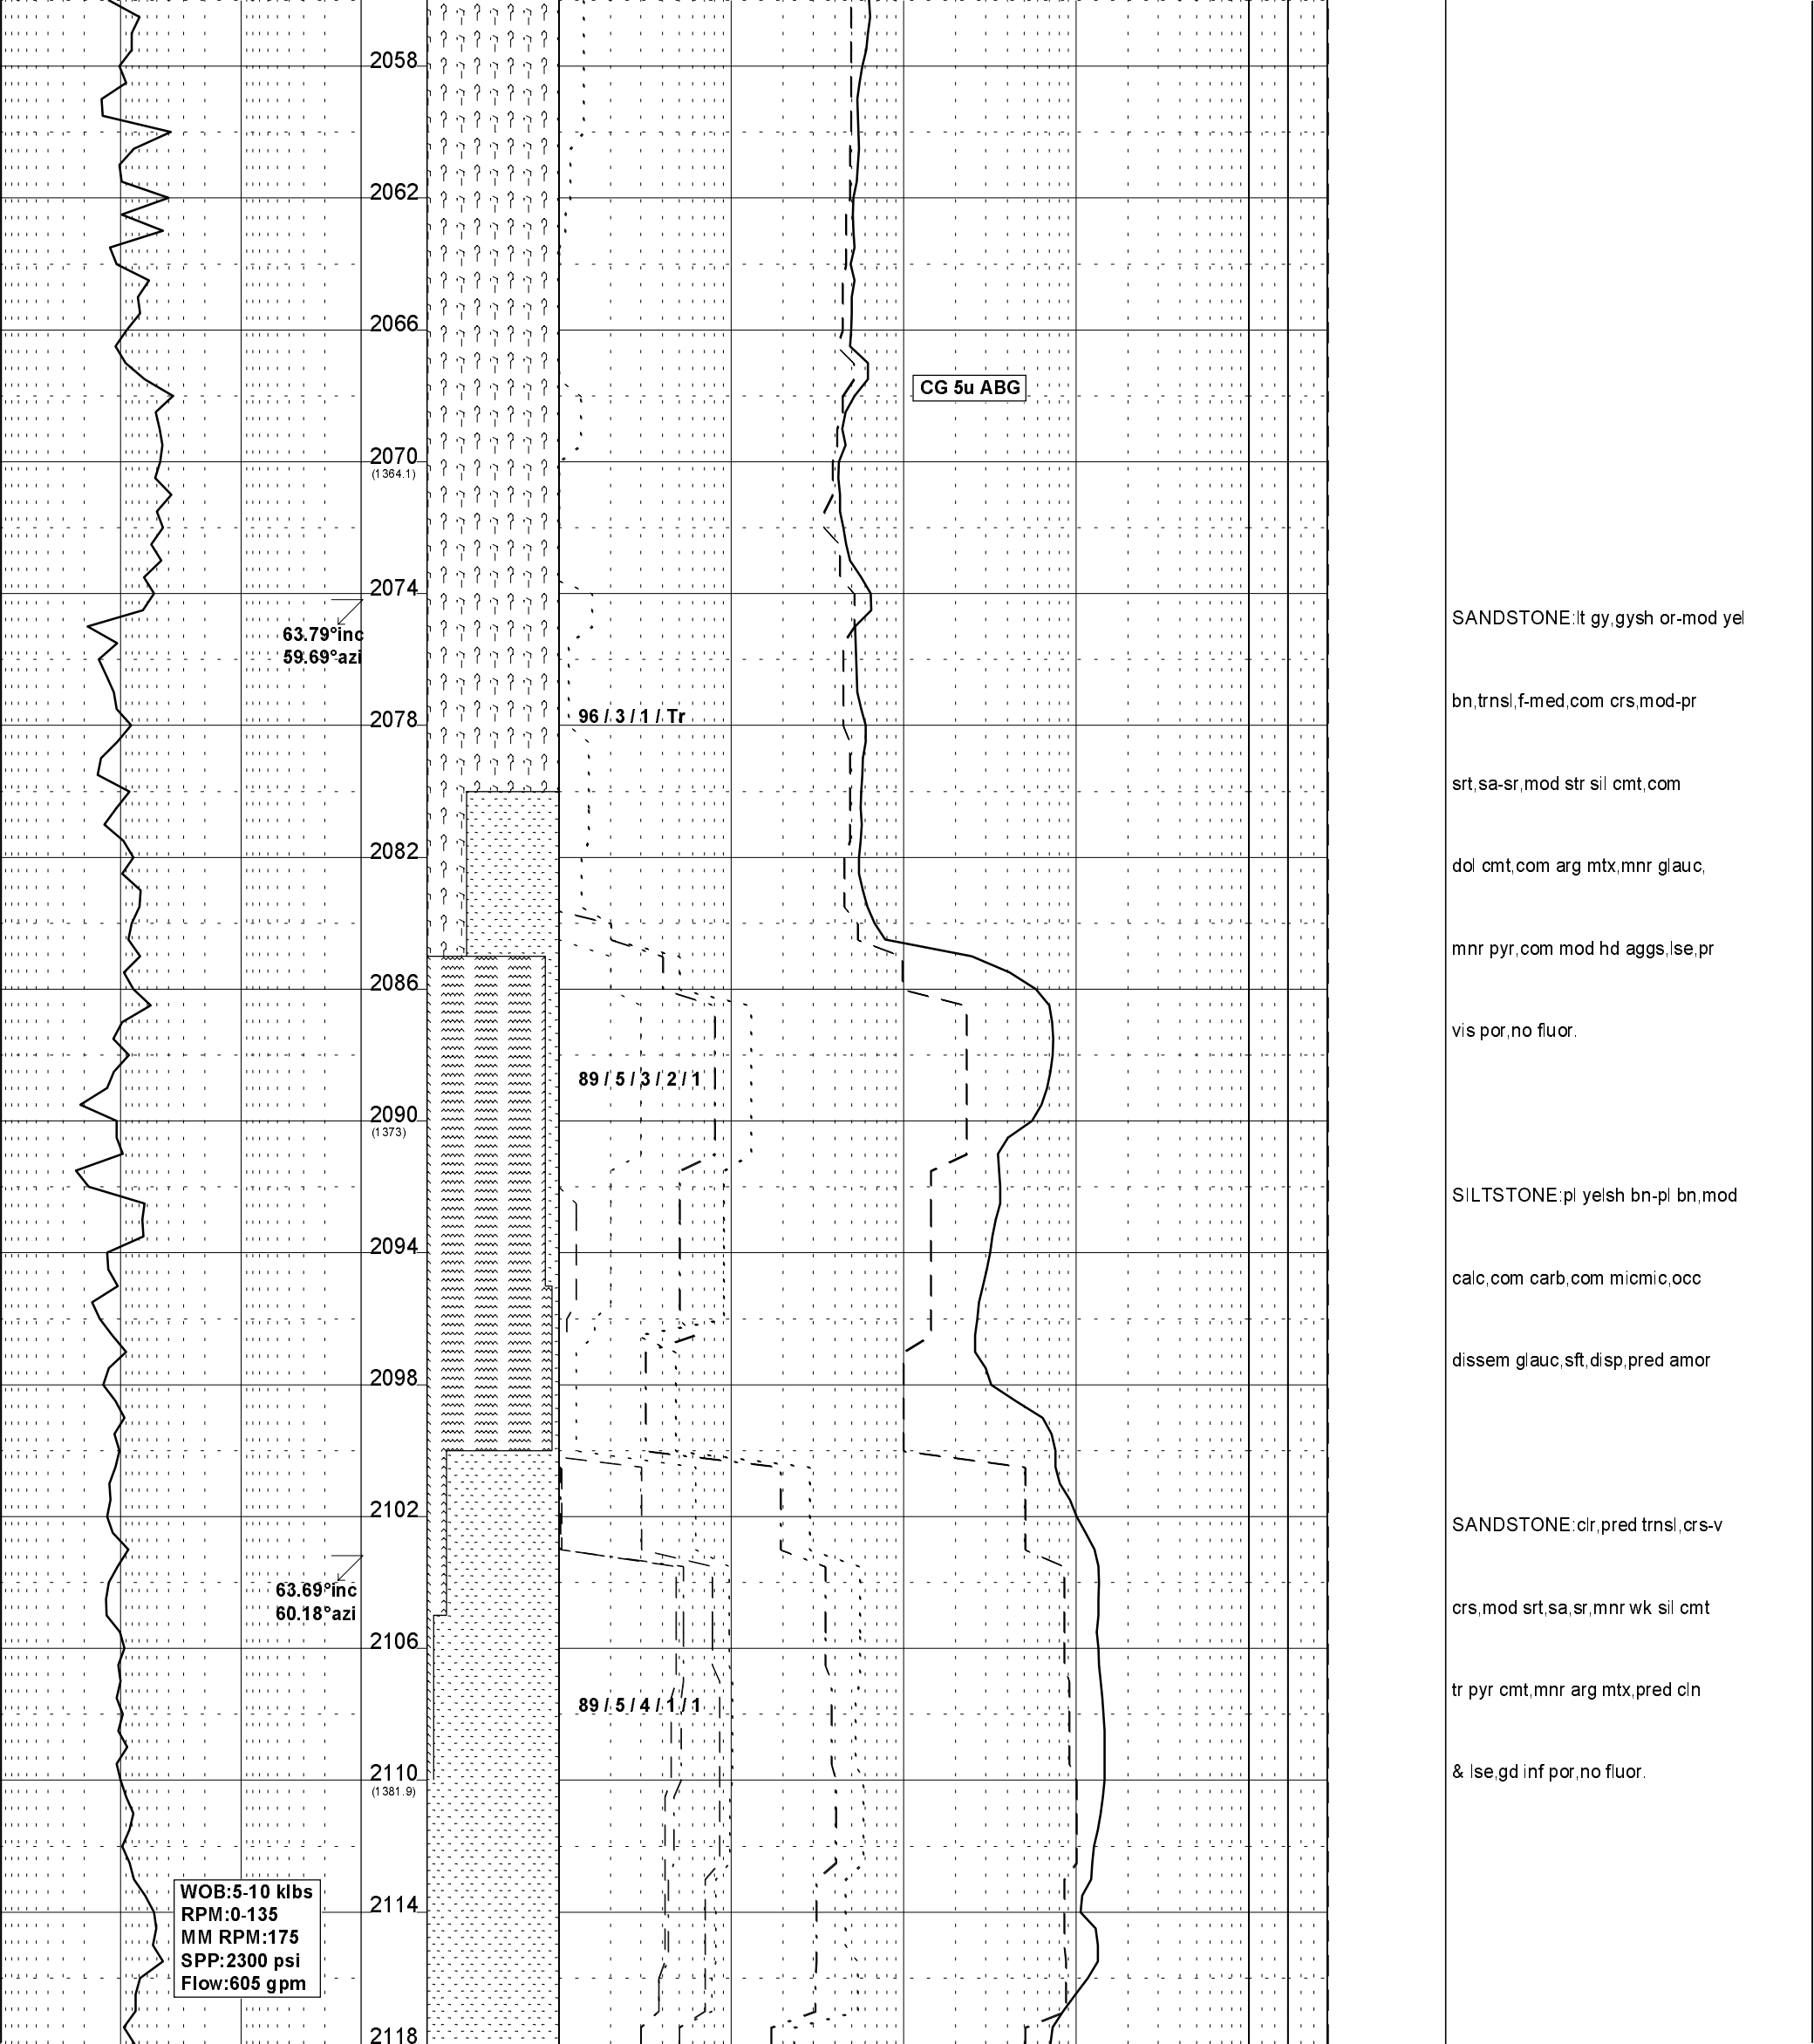 2058
2062
2066
CG 5u ABG
2070
(1364.1)
2074
63.79°inc
59.69°azi
SANDSTONE:lt gy,gysh or-mod yel
bn,trnsl,f-med,com crs,mod-pr
96 / 3 / 1 / Tr
2078
srt,sa-sr,mod str sil cmt,com
2082
dol cmt,com arg mtx,mnr glauc,
mnr pyr,com mod hd aggs,lse,pr
2086
vis por,no fluor.
89 / 5 / 3 / 2 / 1
2090
(1373)
SILTSTONE:pl yelsh bn-pl bn,mod
2094
calc,com carb,com micmic,occ
dissem glauc,sft,disp,pred amor
2098
2102
SANDSTONE:clr,pred trnsl,crs-v
63.69°inc
60.18°azi
crs,mod srt,sa,sr,mnr wk sil cmt
2106
tr pyr cmt,mnr arg mtx,pred cln
89 / 5 / 4 / 1 / 1
& lse,gd inf por,no fluor.
2110
(1381.9)
WOB:5-10 klbs
RPM:0-135
MM RPM:175
SPP:2300 psi
Flow:605 gpm
2114
2118